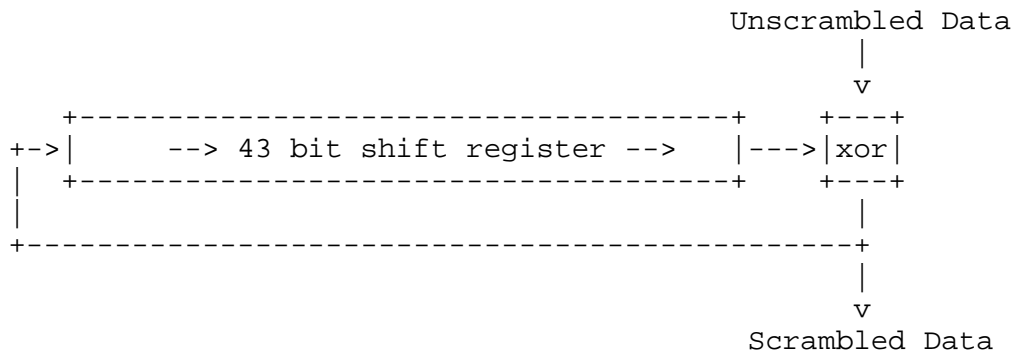 Unscrambled Data
|
v
+-------------------------------------+ +---+
+->| --> 43 bit shift register --> |--->|xor|
| +-------------------------------------+ +---+
| |
+-----------------------------------------------+
|
v
Scrambled Data